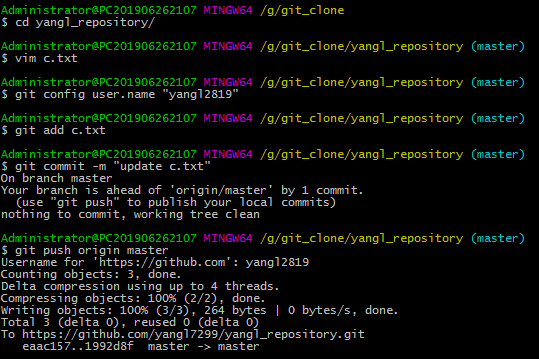 Administrator@PC201906262107 MINGW64 /g/git_clone
$ cd yangl_repository/
Administrator@PC201906262107 MINGW64 /g/git_clone/yangl_repository (master)
$ vim c.txt
Administrator@PC201906262107 MINGW64 /g/git_clone/yangl_repository (master)
$ git config user.name "yangl2819"
Administrator@PC201906262107 MINGW64 /g/git_clone/yangl_repository (master)
$ git add c.txt
Administrator@PC201906262107 MINGW64 /g/git_clone/yangl_repository (master)
$ git commit -m "update c.txt"
On branch master
Your branch is ahead of 'origin/master' by 1 commit.
  (use "git push" to publish your local commits)
nothing to commit, working tree clean
Administrator@PC201906262107 MINGW64 /g/git_clone/yangl_repository (master)
$ git push origin master
Username for 'https://github.com': yangl2819
Counting objects: 3, done.
Delta compression using up to 4 threads.
Compressing objects: 100% (2/2), done.
Writing objects: 100% (3/3), 264 bytes | 0 bytes/s, done.
Total 3 (delta 0), reused 0 (delta 0)
To https://github.com/yangl7299/yangl_repository.git
   eaac157..1992d8f  master -> master